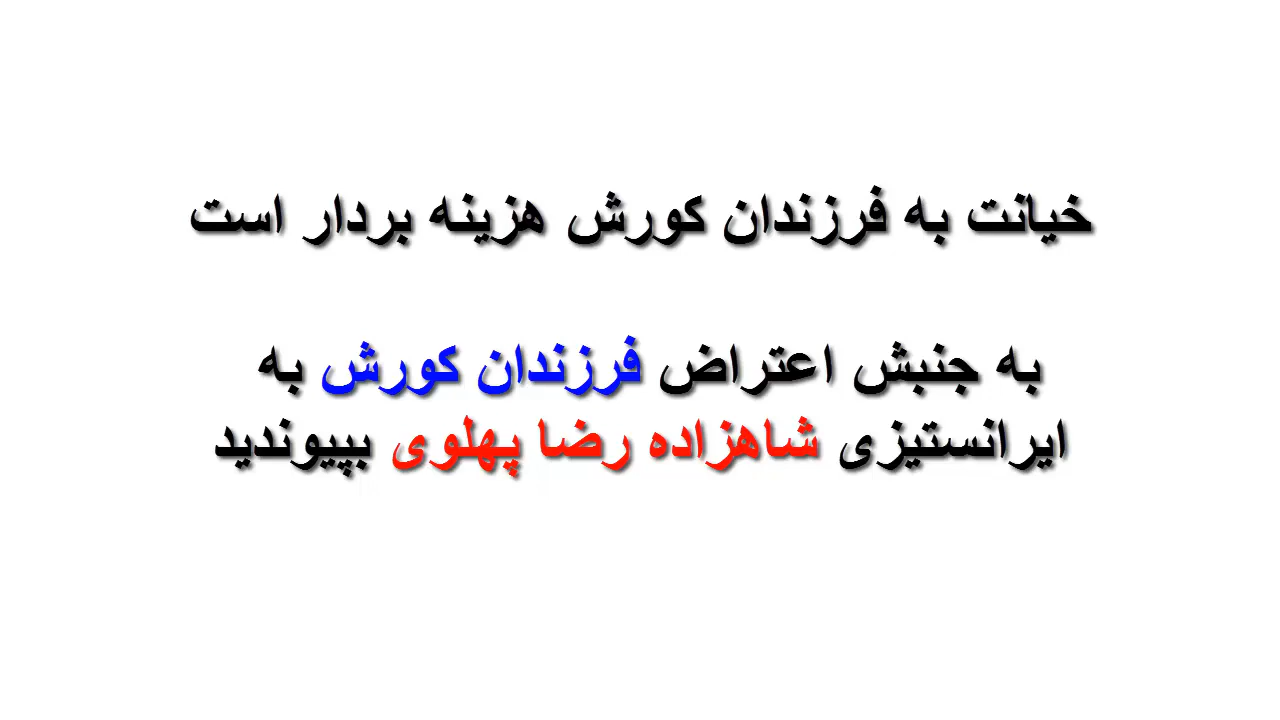 خیانت به فرزندان کورش هزینه بردار است
به جنبش اعتراض فرزندان کورش به
ایرانستیزی شاهزاده رضا پهلوی بپیوندید